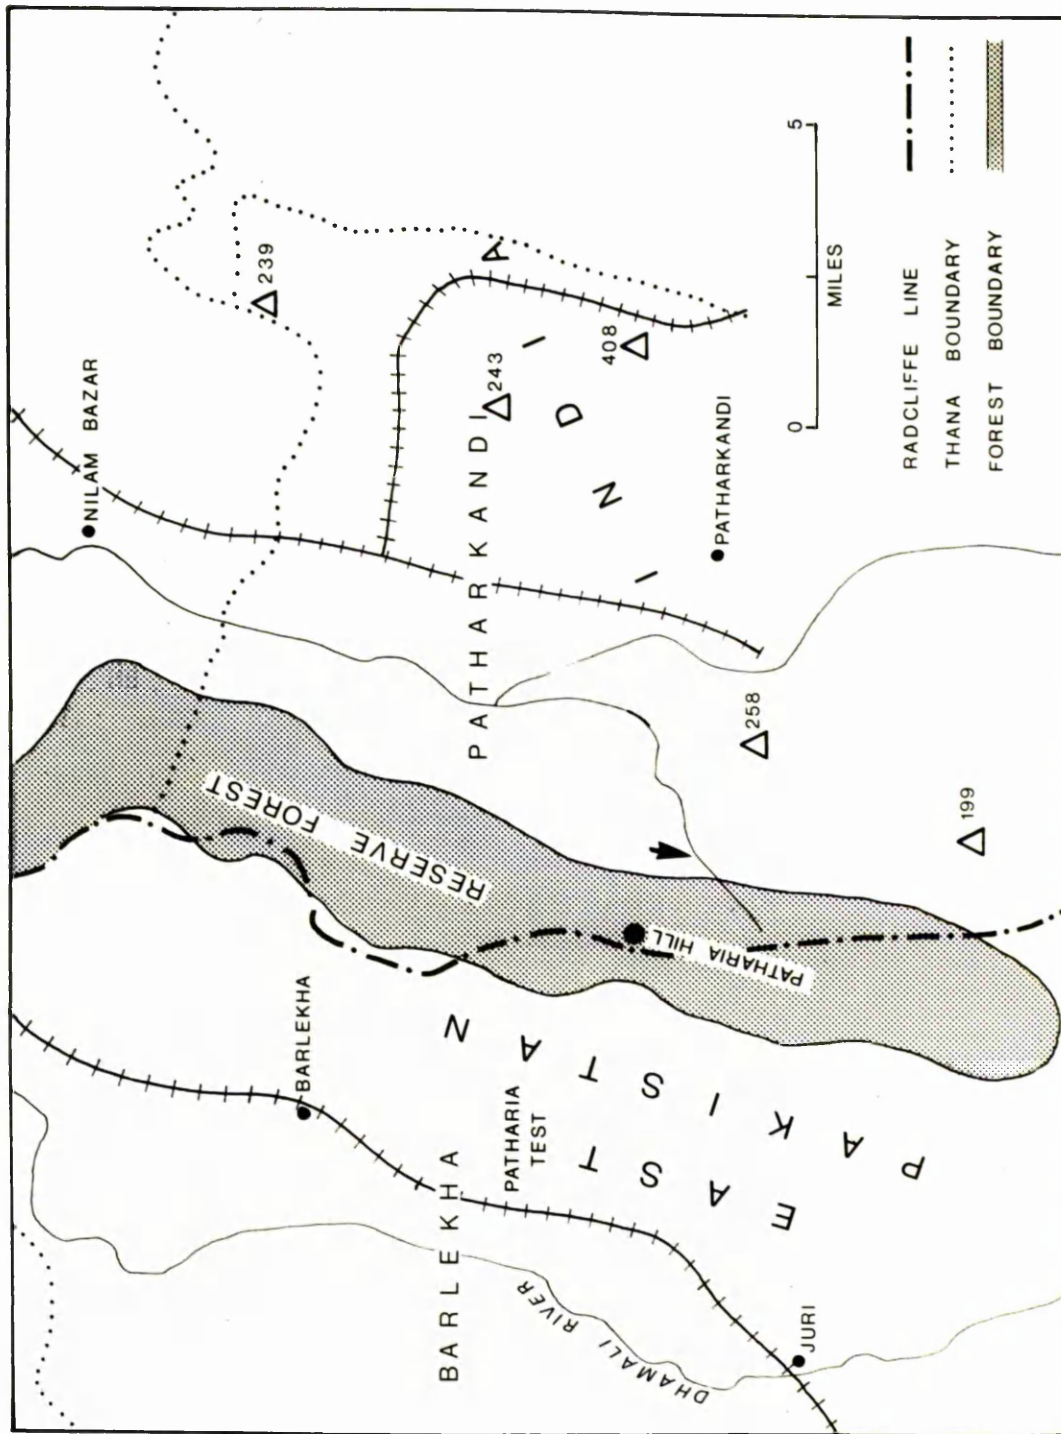 NILAM BAZAR
239
243
408
PATHARKANDI
INDIA
PATHARKANDI
258
199
RESERVE FOREST
PATHARIA HILL
BARLEKHA
BARLEKHA
PATHARIA
TEST
EAST
PAKISTAN
DHAMALI RIVER
JURI
0 5
MILES
RADCLIFFE LINE
THANA BOUNDARY
FOREST BOUNDARY